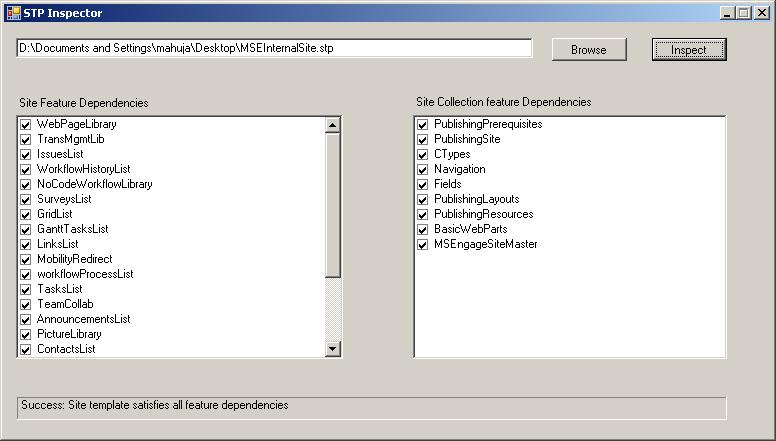 STP Inspector
D:\Documents and Settings\mahuja\Desktop\MSEInternalSite.stp
Browse
Inspect
Site Feature Dependencies
WebPageLibrary
TransMgmtLib
IssuesList
WorkflowHistoryList
NoCodeWorkflowLibrary
SurveysList
GridList
GanttTasksList
LinksList
MobilityRedirect
workflowProcessList
TasksList
TeamCollab
AnnouncementsList
PictureLibrary
ContactsList
Site Collection feature Dependencies
PublishingPrerequisites
PublishingSite
CTypes
Navigation
Fields
PublishingLayouts
PublishingResources
BasicWebParts
MSEngageSiteMaster
Success: Site template satisfies all feature dependencies